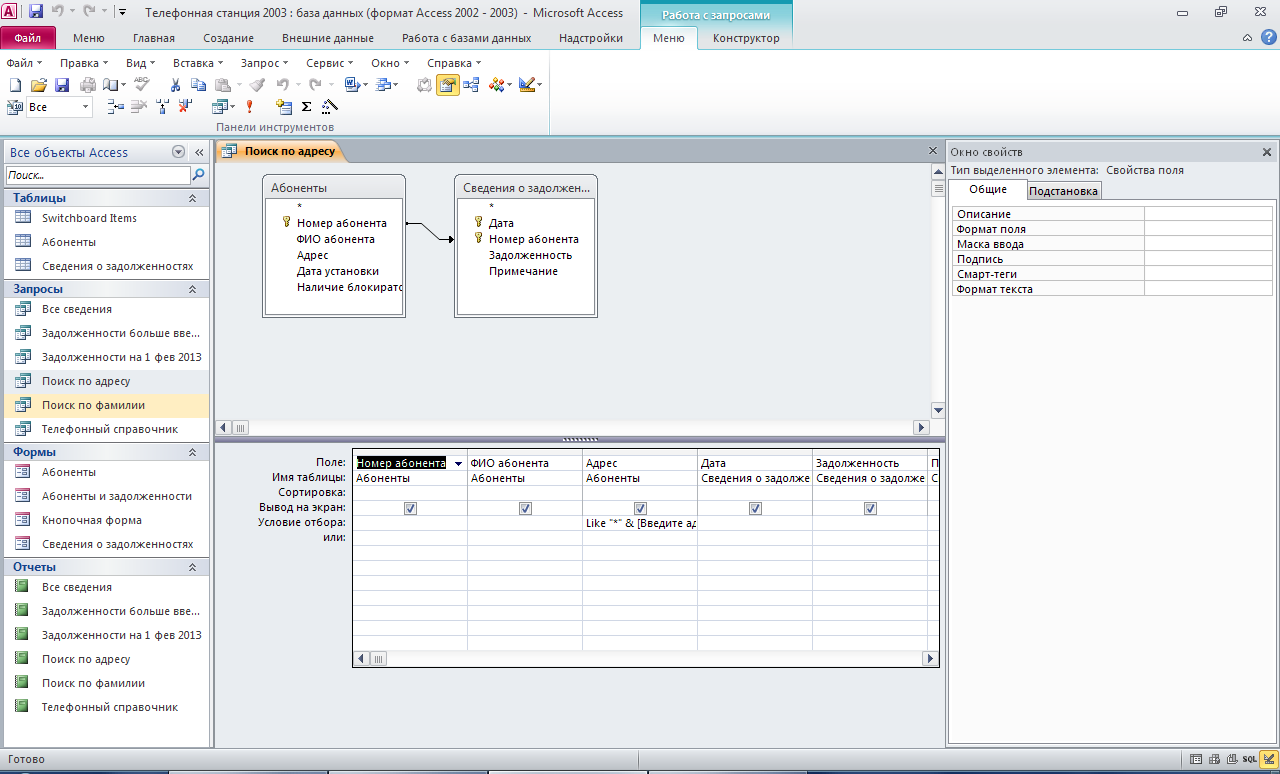 Телефонная станция 2003 : база данных (формат Access 2002 - 2003) - Microsoft Access
Работа с запросами
Файл Меню Главная Создание Внешние данные Работа с базами данных Надстройки Меню Конструктор
Файл Правка Вид Вставка Запрос Сервис Окно Справка
Все
Панели инструментов
Все объекты Access
Поиск...
Таблицы
Switchboard Items
Абоненты
Сведения о задолженностях
Запросы
Все сведения
Задолженности больше вве...
Задолженности на 1 фев 2013
Поиск по адресу
Поиск по фамилии
Телефонный справочник
Формы
Абоненты
Абоненты и задолженности
Кнопочная форма
Сведения о задолженностях
Отчеты
Все сведения
Задолженности больше вве...
Задолженности на 1 фев 2013
Поиск по адресу
Поиск по фамилии
Телефонный справочник
Поиск по адресу
Абоненты
*
Номер абонента
ФИО абонента
Адрес
Дата установки
Наличие блокирато
Сведения о задолжен...
*
Дата
Номер абонента
Задолженность
Примечание
Поле: Номер абонента ФИО абонента Адрес Дата Задолженность П
Имя таблицы: Абоненты Абоненты Абоненты Сведения о задолже Сведения о задолже С
Сортировка:
Вывод на экран:
Условие отбора: Like "*" & [Введите ад
или:
Окно свойств
Тип выделенного элемента: Свойства поля
Общие Подстановка
Описание
Формат поля
Маска ввода
Подпись
Смарт-теги
Формат текста
Готово
SQL